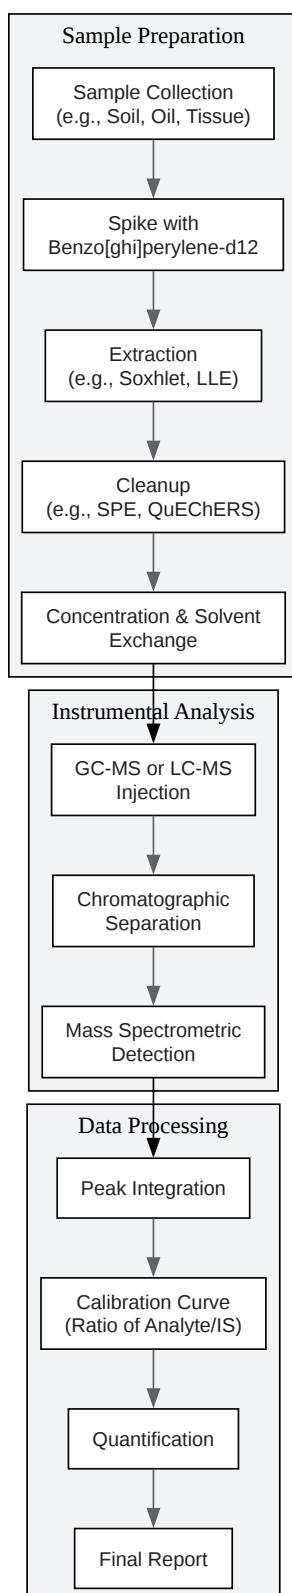 Sample Preparation
Sample Collection
(e.g., Soil, Oil, Tissue)
Spike with
Benzo[ghi]perylene-d12
Extraction
(e.g., Soxhlet, LLE)
Cleanup
(e.g., SPE, QuEChERS)
Concentration & Solvent
Exchange
Instrumental Analysis
GC-MS or LC-MS
Injection
Chromatographic
Separation
Mass Spectrometric
Detection
Data Processing
Peak Integration
Calibration Curve
(Ratio of Analyte/IS)
Quantification
Final Report